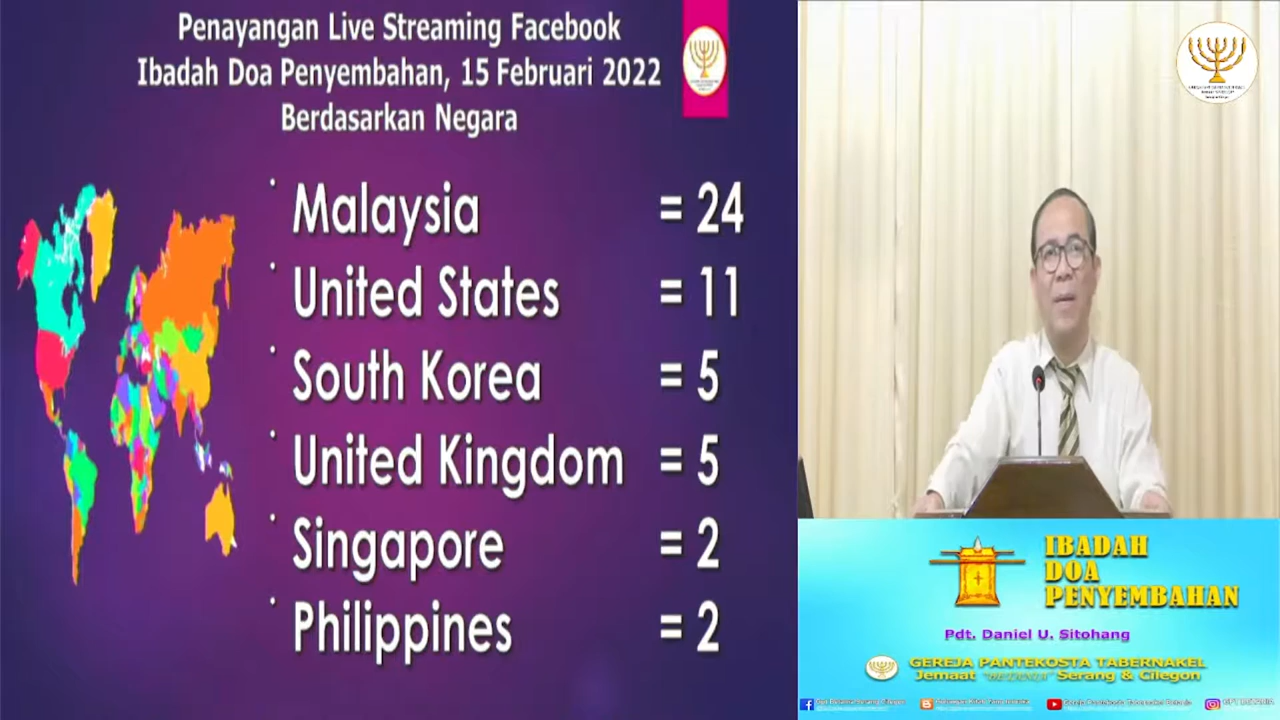 Penayangan Live Streaming Facebook
Ibadah Doa Penyembahan, 15 Februari 2022
Berdasarkan Negara
Malaysia = 24
United States = 11
South Korea = 5
United Kingdom = 5
Singapore = 2
Philippines = 2
IBADAH
DOA
PENYEMBAHAN
Pdt. Daniel U. Sitohang
GEREJA PANTEKOSTA TABERNAKEL
Jemaat "BETANIA" Serang & Cilegon